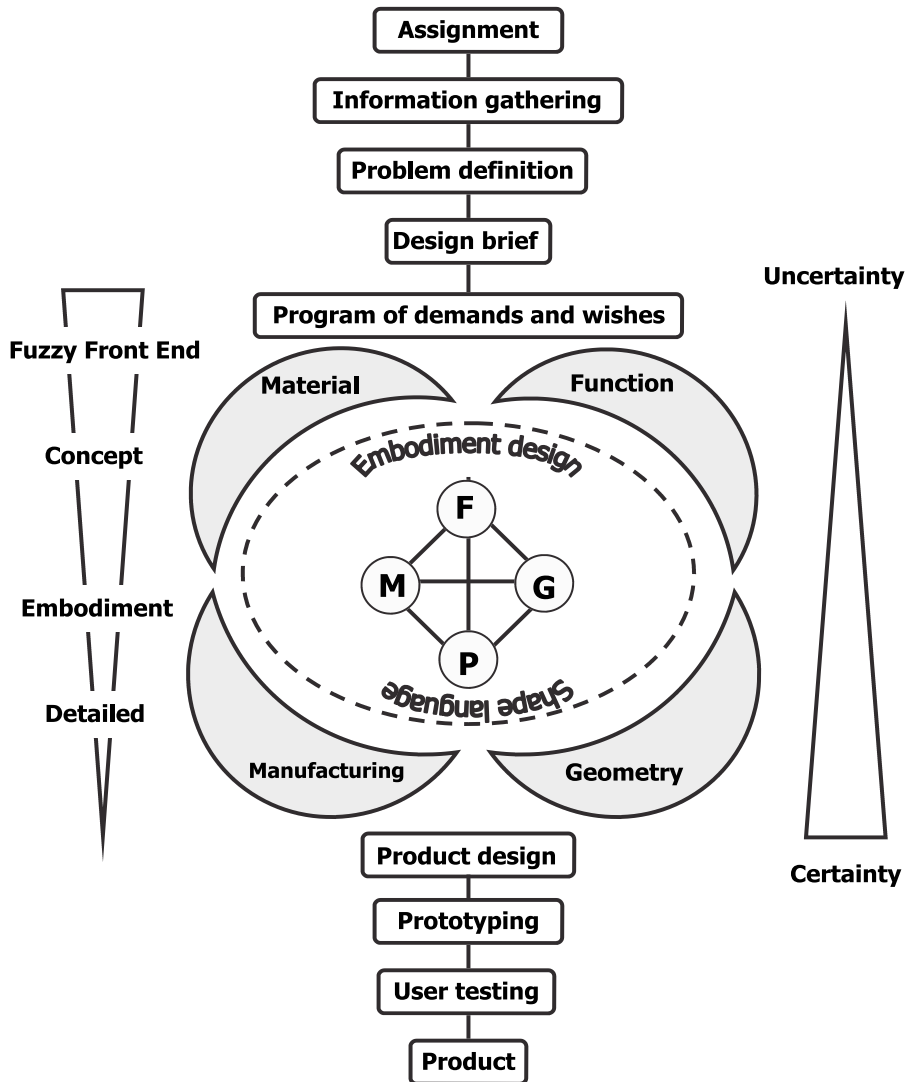 Assignment
Information gathering
Problem definition
Design brief
Uncertainty
Program of demands and wishes
Fuzzy Front End
Material
Function
Concept
Embodiment design
F
M
G
P
Embodiment
Shape language
Detailed
Manufacturing
Geometry
Product design
Certainty
Prototyping
User testing
Product